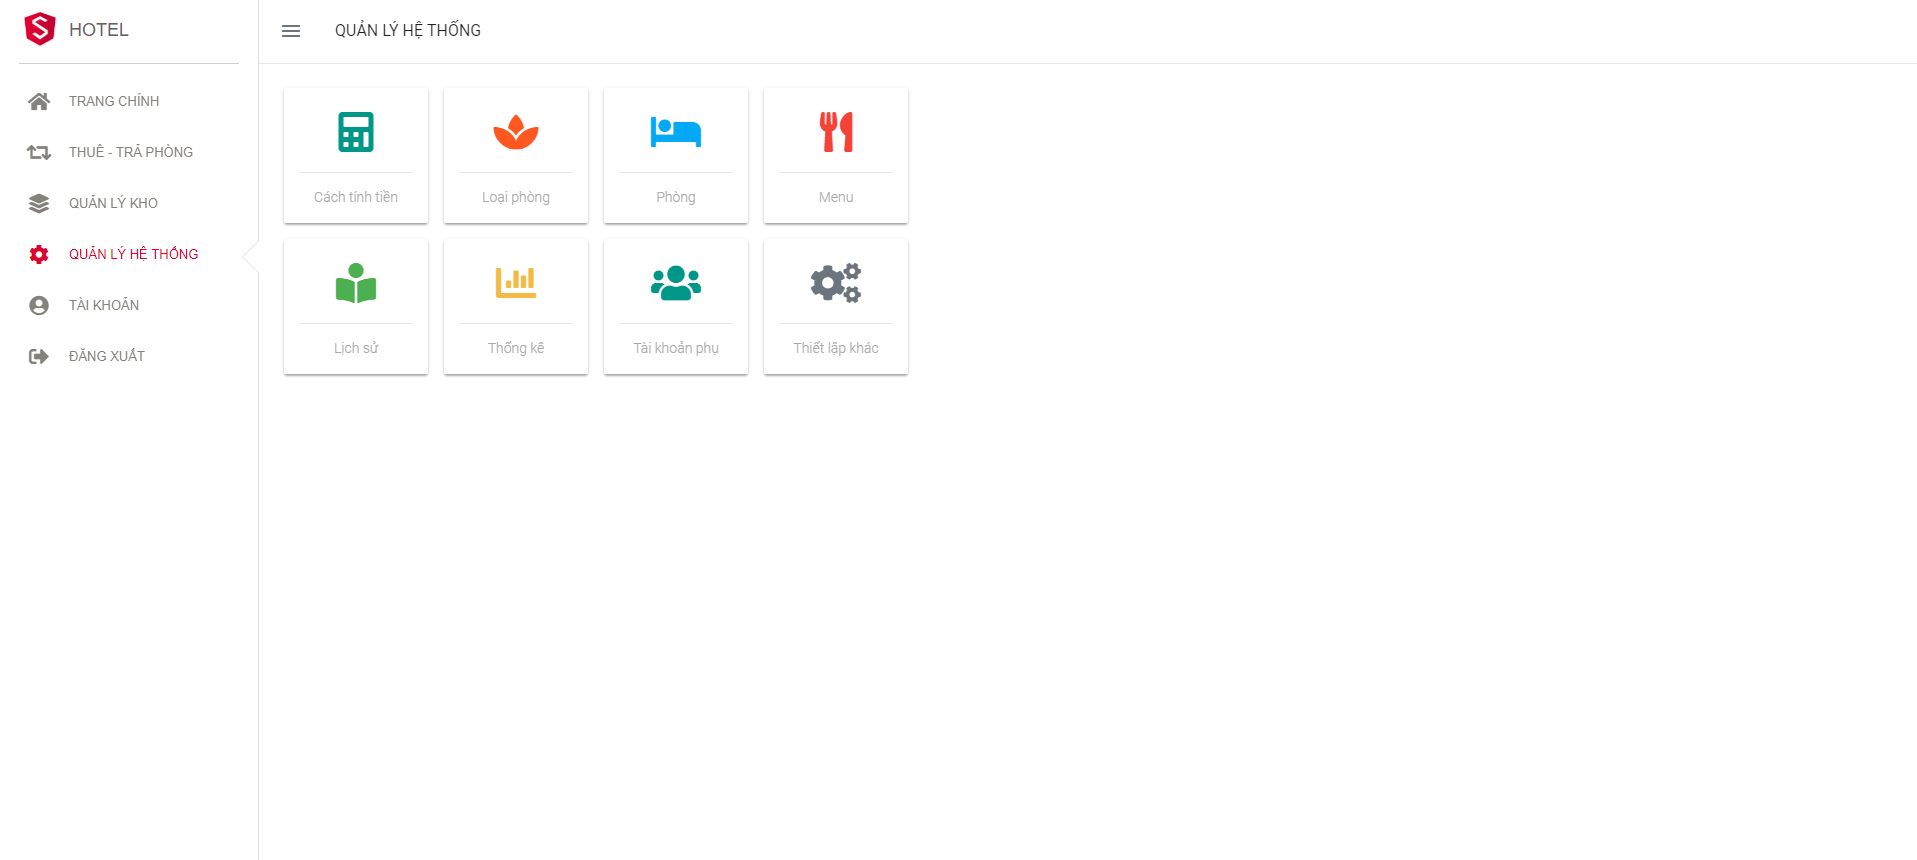 HOTEL
QUẢN LÝ HỆ THỐNG
TRANG CHÍNH
THUÊ - TRẢ PHÒNG
QUẢN LÝ KHO
QUẢN LÝ HỆ THỐNG
TÀI KHOẢN
ĐĂNG XUẤT
Cách tính tiền
Loại phòng
Phòng
Menu
Lịch sử
Thống kê
Tài khoản phụ
Thiết lập khác